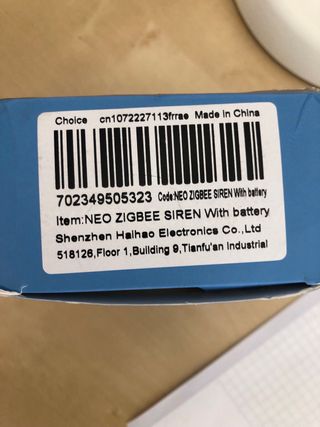 Choice cn1072227113frrae Made in China
702349505323 Code:NEO ZIGBEE SIREN With battery
Item:NEO ZIGBEE SIREN With battery
Shenzhen Haihao Electronics Co.,Ltd
518126,Floor 1,Building 9,Tianfu'an Industrial